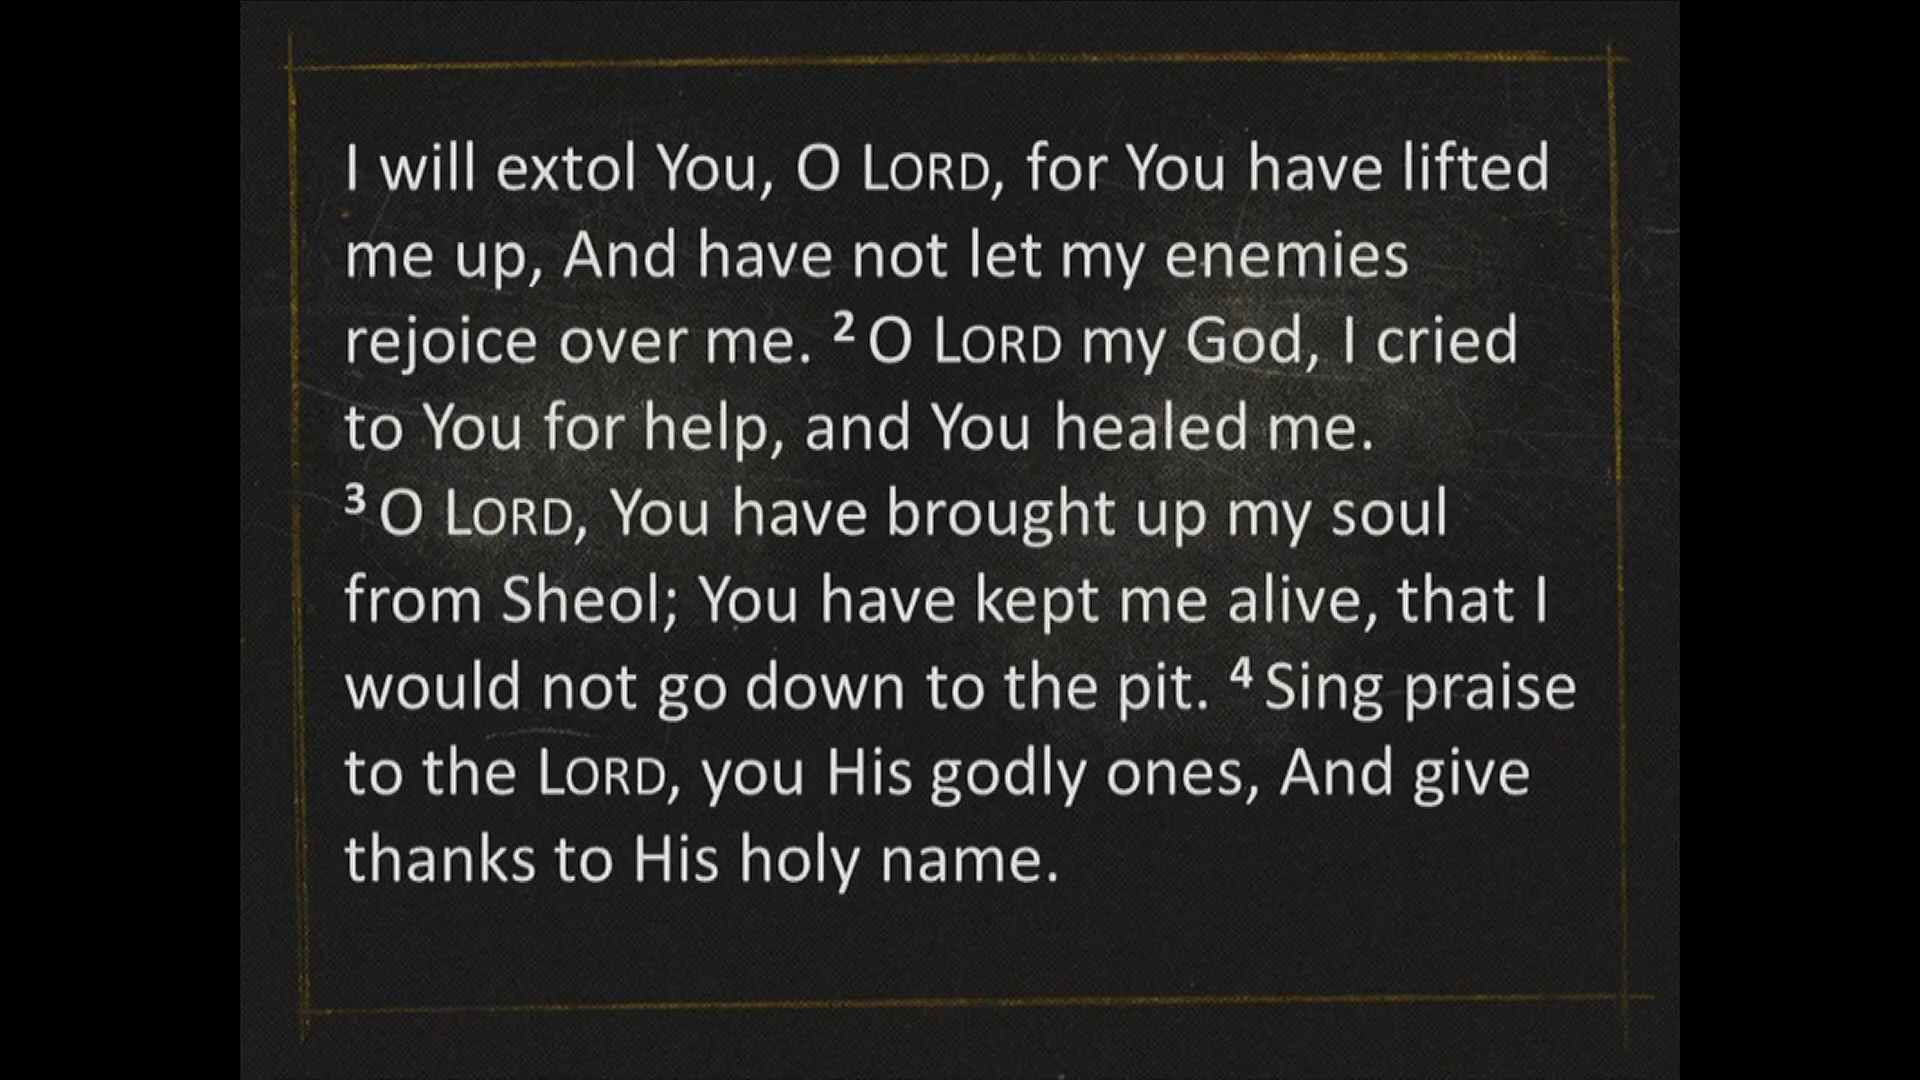 I will extol You, O LORD, for You have lifted
me up, And have not let my enemies
rejoice over me. ² O LORD my God, I cried
to You for help, and You healed me.
³ O LORD, You have brought up my soul
from Sheol; You have kept me alive, that I
would not go down to the pit. ⁴ Sing praise
to the LORD, you His godly ones, And give
thanks to His holy name.